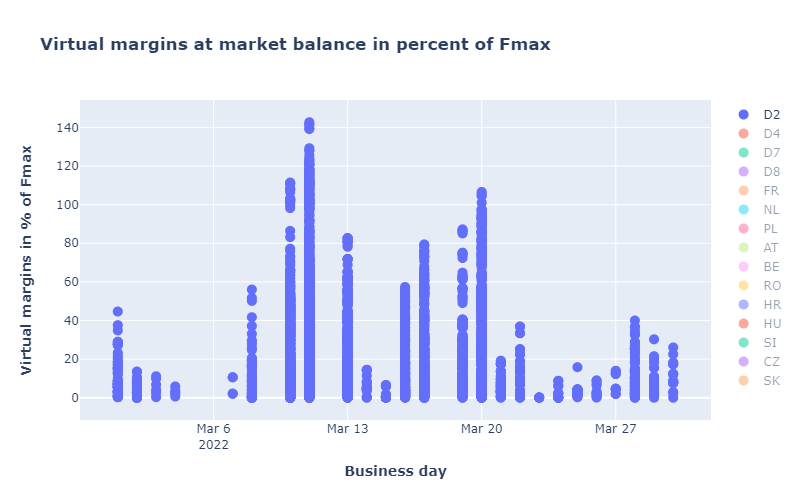 Virtual margins at market balance in percent of Fmax
Virtual margins in % of Fmax
140
120
100
80
60
40
20
0
Mar 6
2022
Mar 13
Mar 20
Mar 27
Business day
D2
D4
D7
D8
FR
NL
PL
AT
BE
RO
HR
HU
SI
CZ
SK